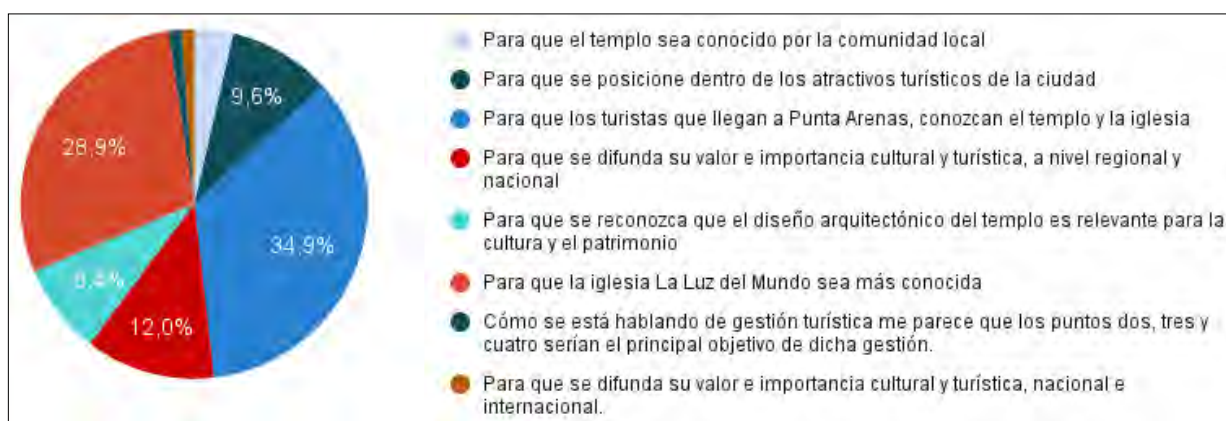 Para que el templo sea conocido por la comunidad local
9,6%
Para que se posicione dentro de los atractivos turísticos de la ciudad
Para que los turistas que llegan a Punta Arenas, conozcan el templo y la iglesia
28,9%
Para que se difunda su valor e importancia cultural y turística, a nivel regional y
nacional
Para que se reconozca que el diseño arquitectónico del templo es relevante para la
cultura y el patrimonio
34,9%
8,4%
Para que la iglesia La Luz del Mundo sea más conocida
12,0%
Cómo se está hablando de gestión turística me parece que los puntos dos, tres y
cuatro serían el principal objetivo de dicha gestión.
Para que se difunda su valor e importancia cultural y turística, nacional e
internacional.